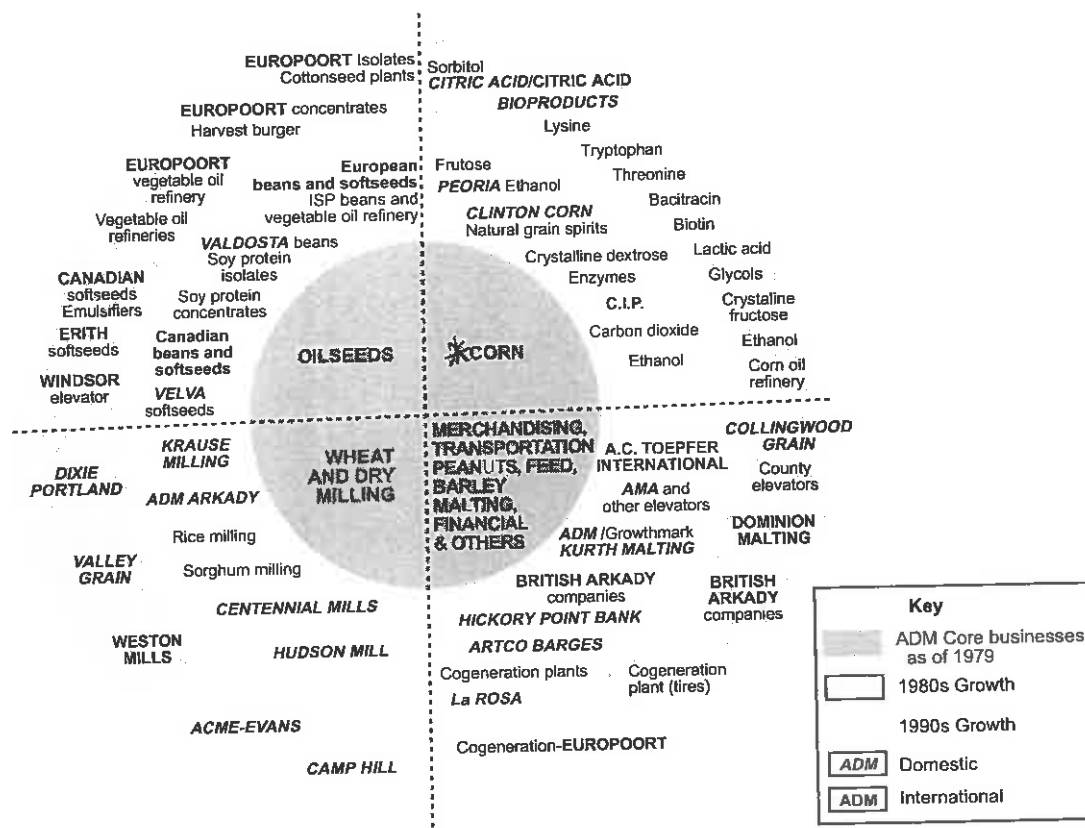 EUROPOORT Isolates
Cottonseed plants
EUROPOORT concentrates
Harvest burger
EUROPOORT
vegetable oil
refinery
European
beans and softseeds
ISP beans and
vegetable oil refinery
Vegetable oil
refineries
VALDOSTA beans
Soy protein
isolates
CANADIAN
softseeds
Emulsifiers
Soy protein
concentrates
ERITH
softseeds
Canadian
beans and
softseeds
WINDSOR
elevator
VELVA
softseeds
OILSEEDS
Sorbitol
CITRIC ACID/CITRIC ACID
BIOPRODUCTS
Lysine
Tryptophan
Frutose
Threonine
PEORIA Ethanol
Bacitracin
CLINTON CORN
Natural grain spirits
Biotin
Crystalline dextrose
Lactic acid
Enzymes
Glycols
C.I.P.
Crystaline
fructose
Carbon dioxide
Ethanol
Ethanol
Corn oil
refinery
CORN
KRAUSE
MILLING
DIXIE
PORTLAND
ADM ARKADY
WHEAT
AND DRY
MILLING
Rice milling
VALLEY
GRAIN
Sorghum milling
CENTENNIAL MILLS
WESTON
MILLS
HUDSON MILL
ACME-EVANS
CAMP HILL
MERCHANDISING,
TRANSPORTATION
PEANUTS, FEED,
BARLEY
MALTING,
FINANCIAL
& OTHERS
A.C. TOEPFER
INTERNATIONAL
COLLINGWOOD
GRAIN
County
elevators
AMA and
other elevators
ADM /Growthmark
KURTH MALTING
DOMINION
MALTING
BRITISH ARKADY
companies
BRITISH
ARKADY
companies
HICKORY POINT BANK
ARTCO BARGES
Cogeneration plants
Cogeneration
plant (tires)
La ROSA
Cogeneration-EUROPOORT
Key
ADM Core businesses
as of 1979
1980s Growth
1990s Growth
ADM Domestic
ADM International